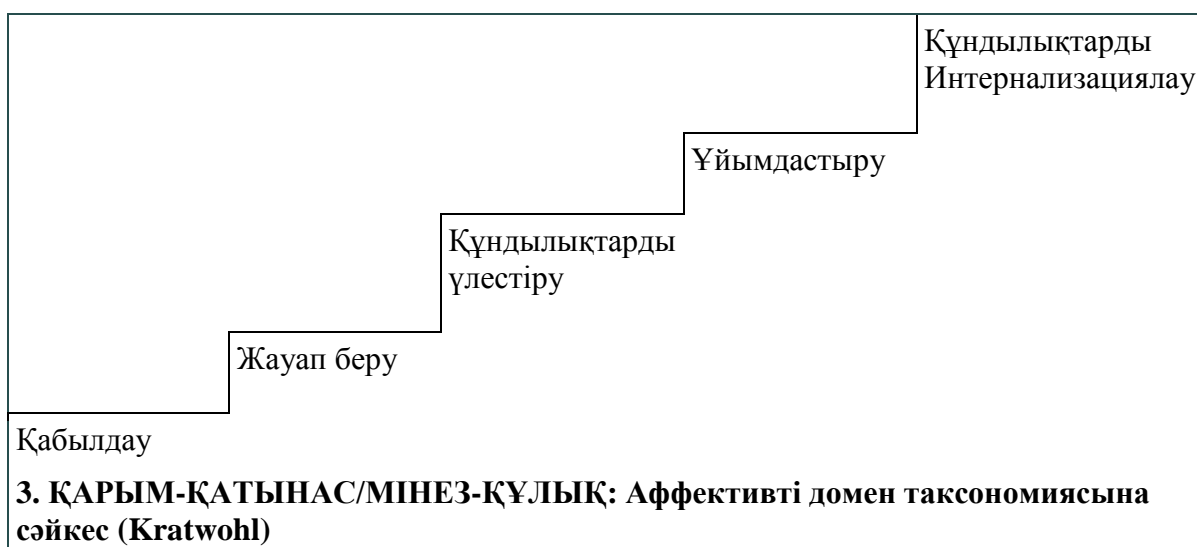 Құндылықтарды
Интернализациялау
Ұйымдастыру
Құндылықтарды
үлестіру
Жауап беру
Қабылдау
3. ҚАРЫМ-ҚАТЫНАС/МІНЕЗ-ҚҰЛЫҚ: Аффективті домен таксономиясына
сәйкес (Kratwohl)